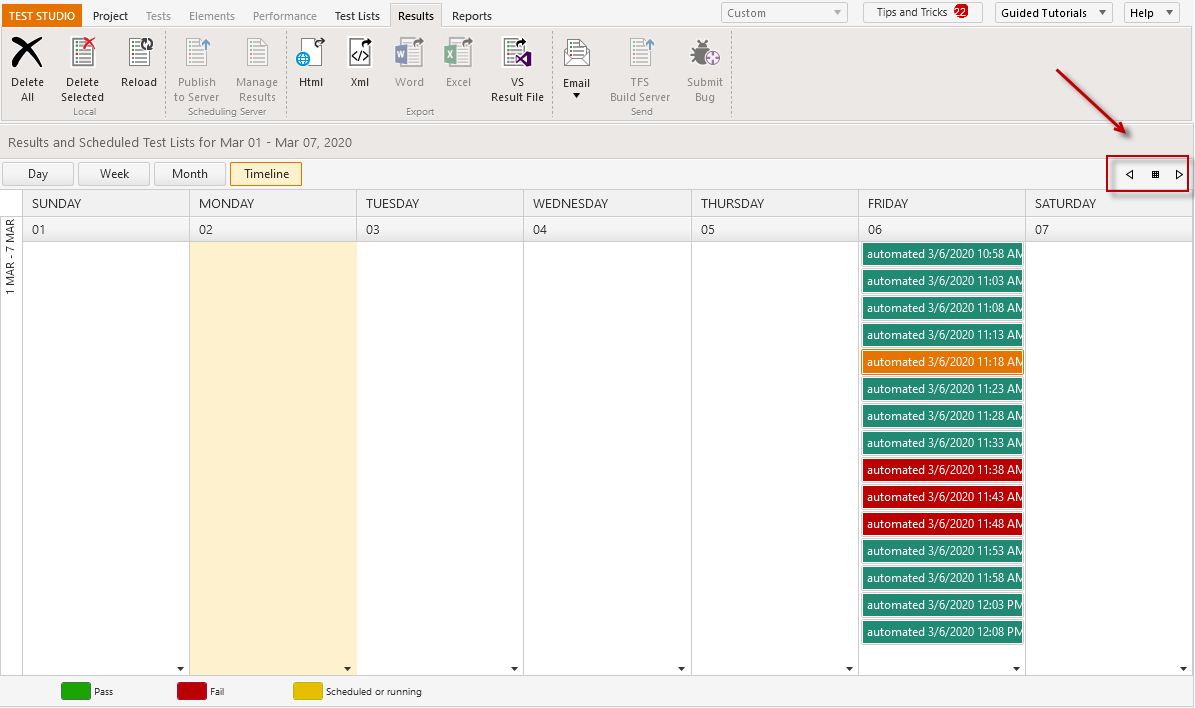 TEST STUDIO Project Tests Elements Performance Test Lists Results Reports Custom Tips and Tricks 22 Guided Tutorials Help
Delete All Delete Selected Reload Publish to Server Manage Results Html Xml Word Excel VS Result File Email TFS Build Server Submit Bug
Local Scheduling Server Export Send
Results and Scheduled Test Lists for Mar 01 - Mar 07, 2020
Day Week Month Timeline
SUNDAY MONDAY TUESDAY WEDNESDAY THURSDAY FRIDAY SATURDAY
1 MAR - 7 MAR
01 02 03 04 05 06 07
automated 3/6/2020 10:58 AM
automated 3/6/2020 11:03 AM
automated 3/6/2020 11:08 AM
automated 3/6/2020 11:13 AM
automated 3/6/2020 11:18 AM
automated 3/6/2020 11:23 AM
automated 3/6/2020 11:28 AM
automated 3/6/2020 11:33 AM
automated 3/6/2020 11:38 AM
automated 3/6/2020 11:43 AM
automated 3/6/2020 11:48 AM
automated 3/6/2020 11:53 AM
automated 3/6/2020 11:58 AM
automated 3/6/2020 12:03 PM
automated 3/6/2020 12:08 PM
Pass Fail Scheduled or running